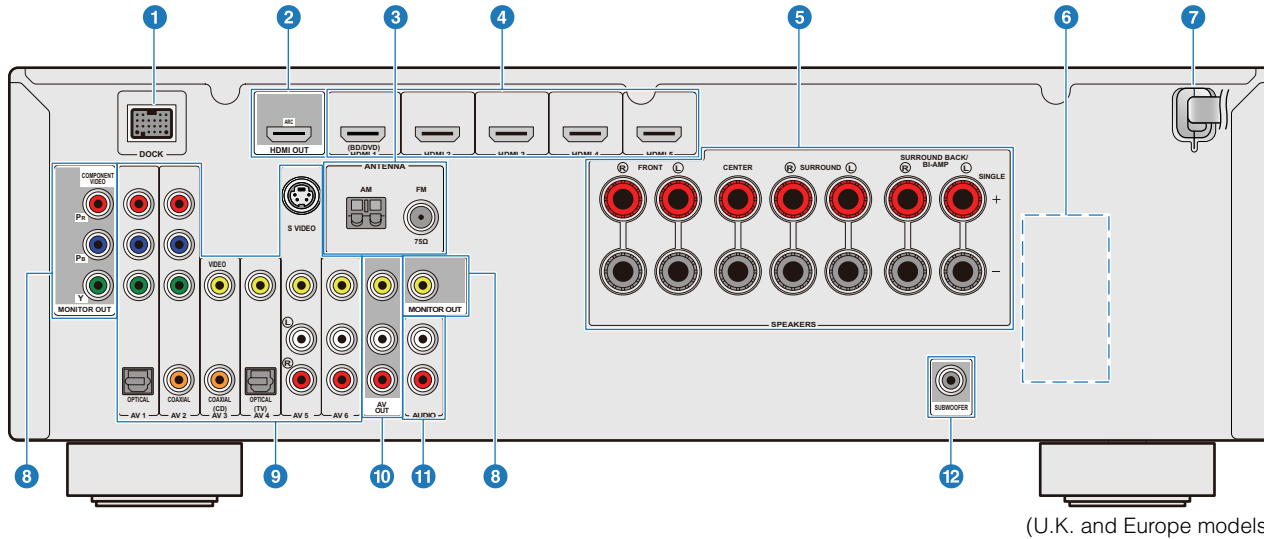 1 2 3 4 5 6 7
DOCK
ARC
HDMI OUT
(BD/DVD)
HDMI 1 HDMI 2 HDMI 3 HDMI 4 HDMI 5
COMPONENT
VIDEO
PR
PB
Y
MONITOR OUT
S VIDEO
ANTENNA
AM FM
75Ω
VIDEO
MONITOR OUT
L
R
OPTICAL COAXIAL COAXIAL OPTICAL
(CD) (TV)
AV 1 AV 2 AV 3 AV 4 AV 5 AV 6
AV
OUT
AUDIO
R FRONT L CENTER R SURROUND L
SURROUND BACK/
BI-AMP
R L
SINGLE
+
–
SPEAKERS
SUBWOOFER
8 9 10 11 8 12
(U.K. and Europe models